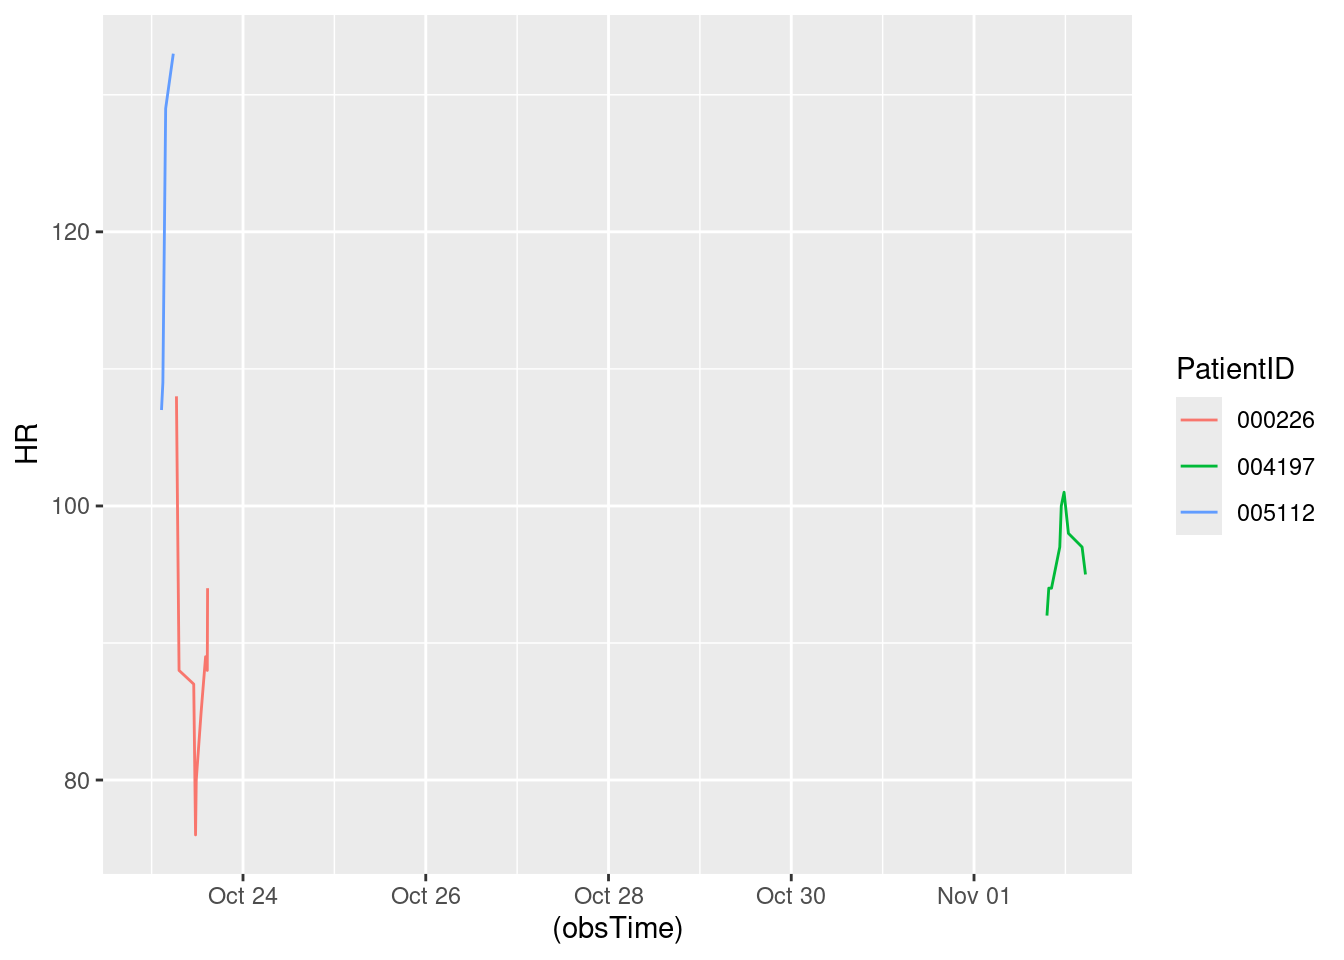 120
100
80
HR
Oct 24
Oct 26
Oct 28
Oct 30
Nov 01
(obsTime)
PatientID
000226
004197
005112